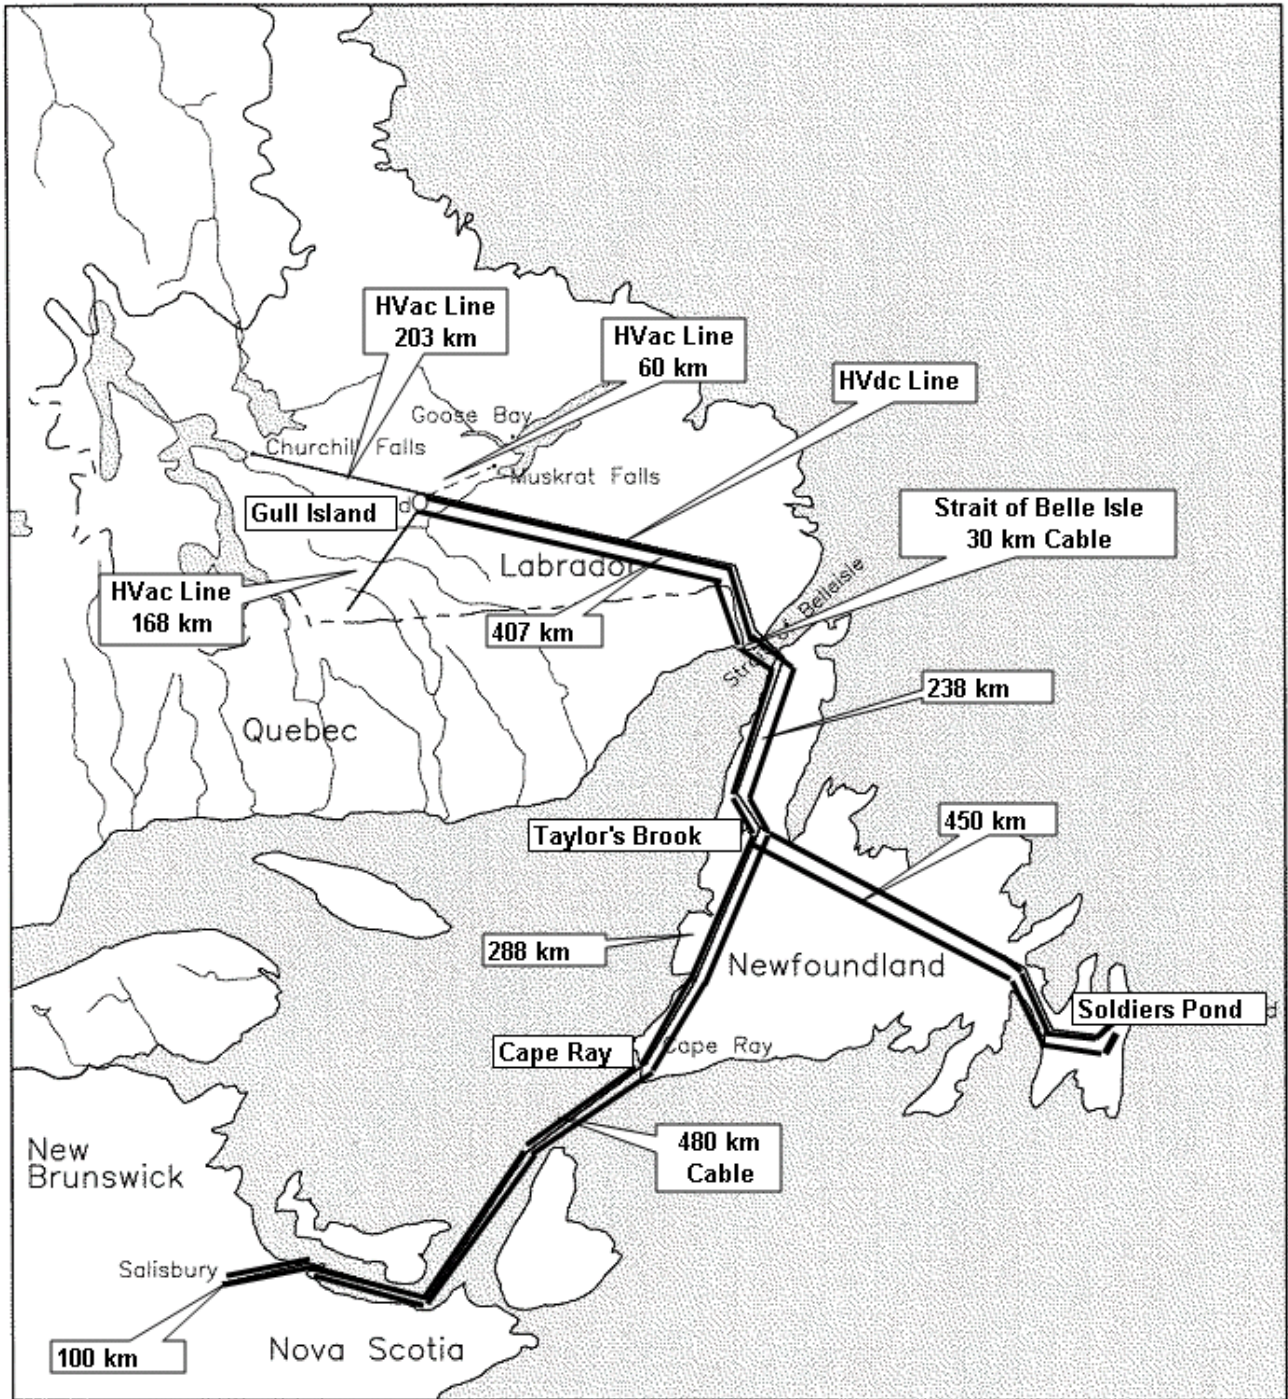 HVac Line
203 km
HVac Line
60 km
HVdc Line
Goose Bay
Churchill Falls
Muskrat Falls
Gull Island
d
Strait of Belle Isle
30 km Cable
Labrador
HVac Line
168 km
407 km
Strait of Belleisle
238 km
Quebec
450 km
Taylor's Brook
288 km
Newfoundland
Soldiers Pond
d
Cape Ray
Cape Ray
480 km
Cable
New
Brunswick
Salisbury
100 km
Nova Scotia